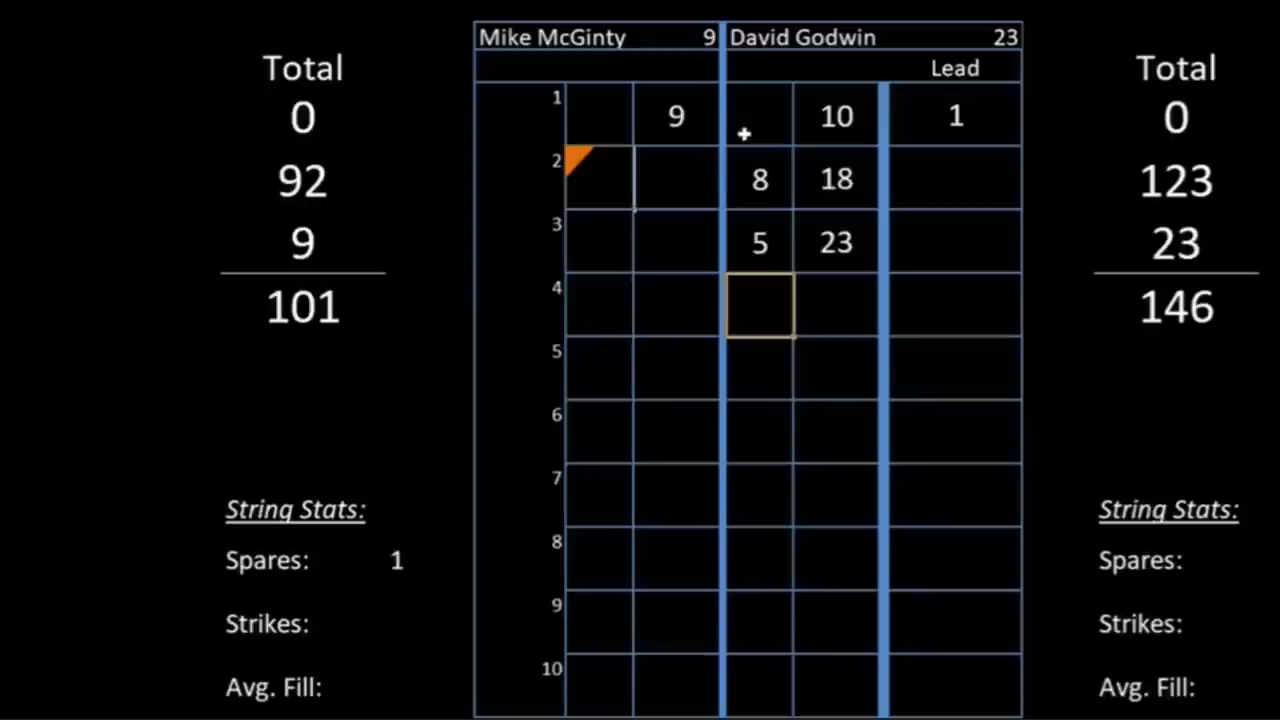 Mike McGinty 9 David Godwin 23
Lead
Total
0
92
9
101
1 9 10 1
2 8 18
3 5 23
4
5
6
7
8
9
10
Total
0
123
23
146
String Stats:
Spares: 1
Strikes:
Avg. Fill:
String Stats:
Spares:
Strikes:
Avg. Fill: